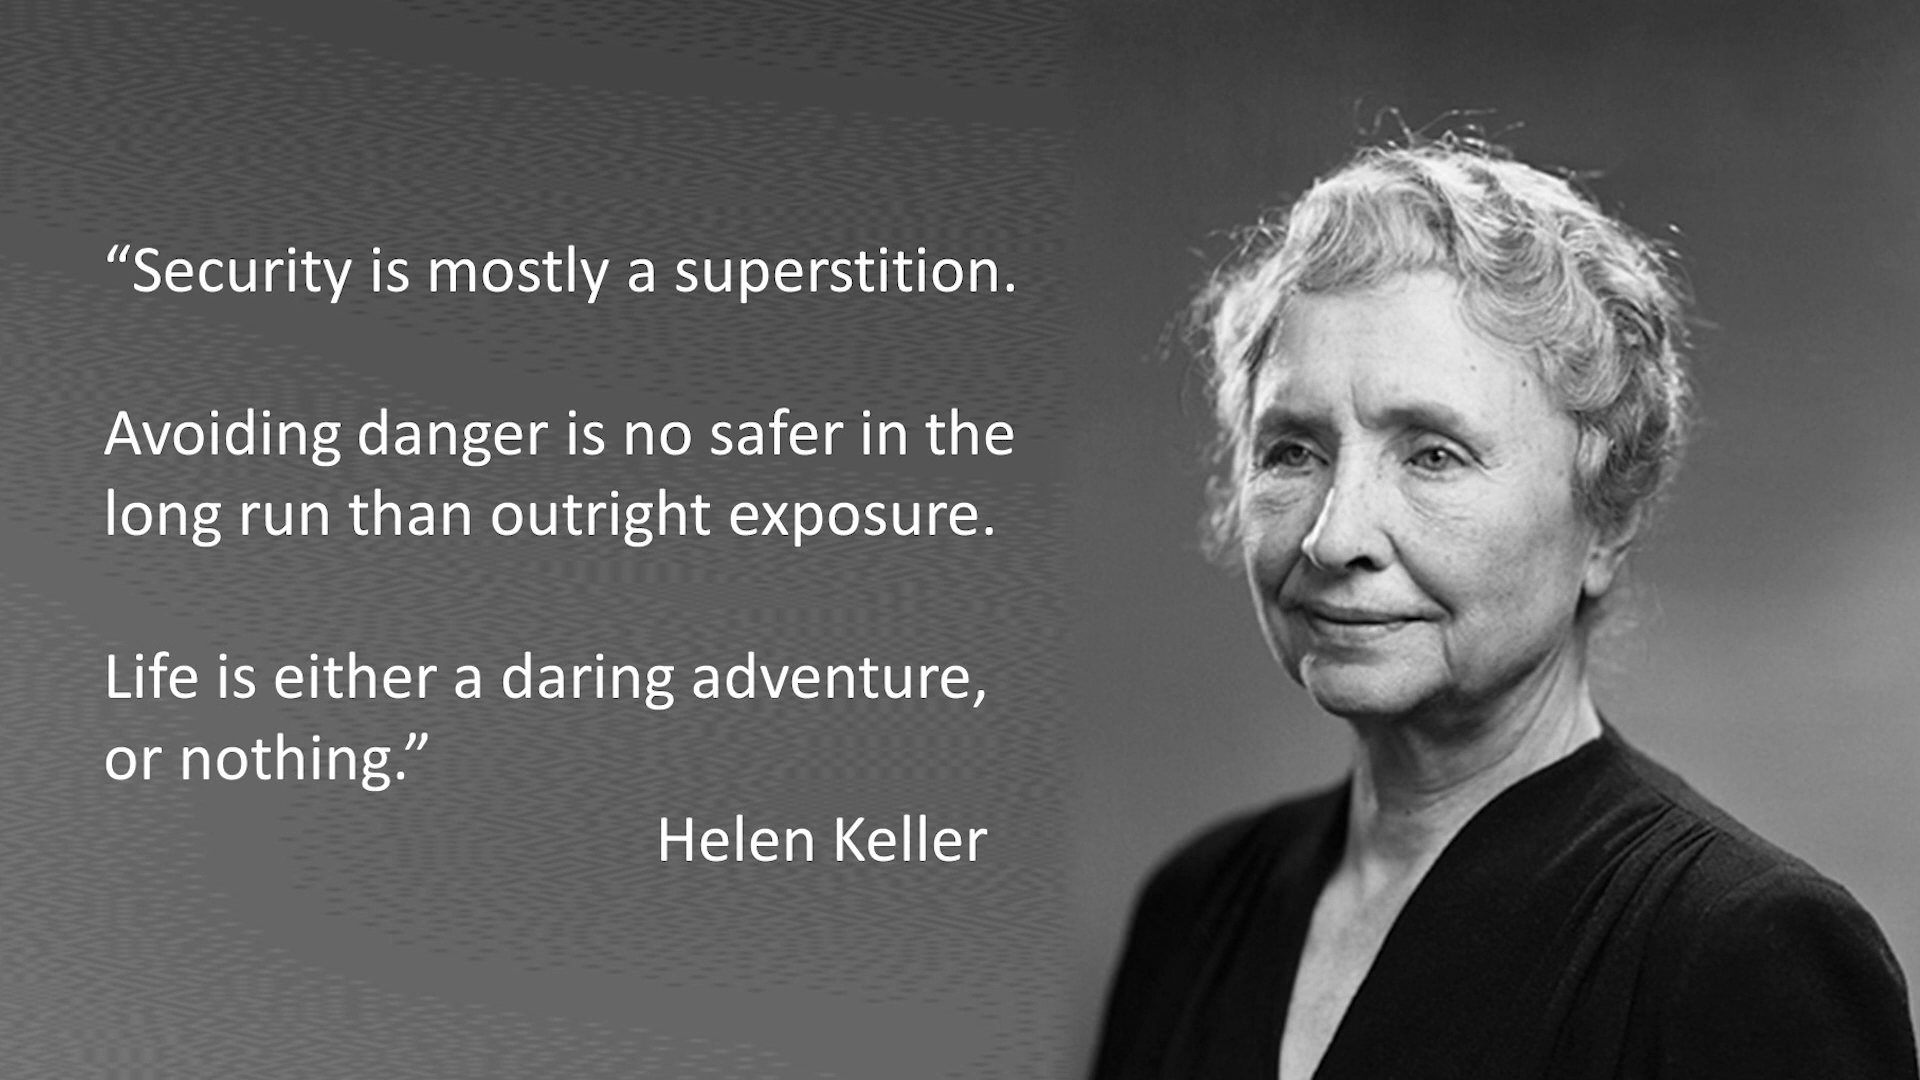 “Security is mostly a superstition.
Avoiding danger is no safer in the
long run than outright exposure.
Life is either a daring adventure,
or nothing.”
Helen Keller